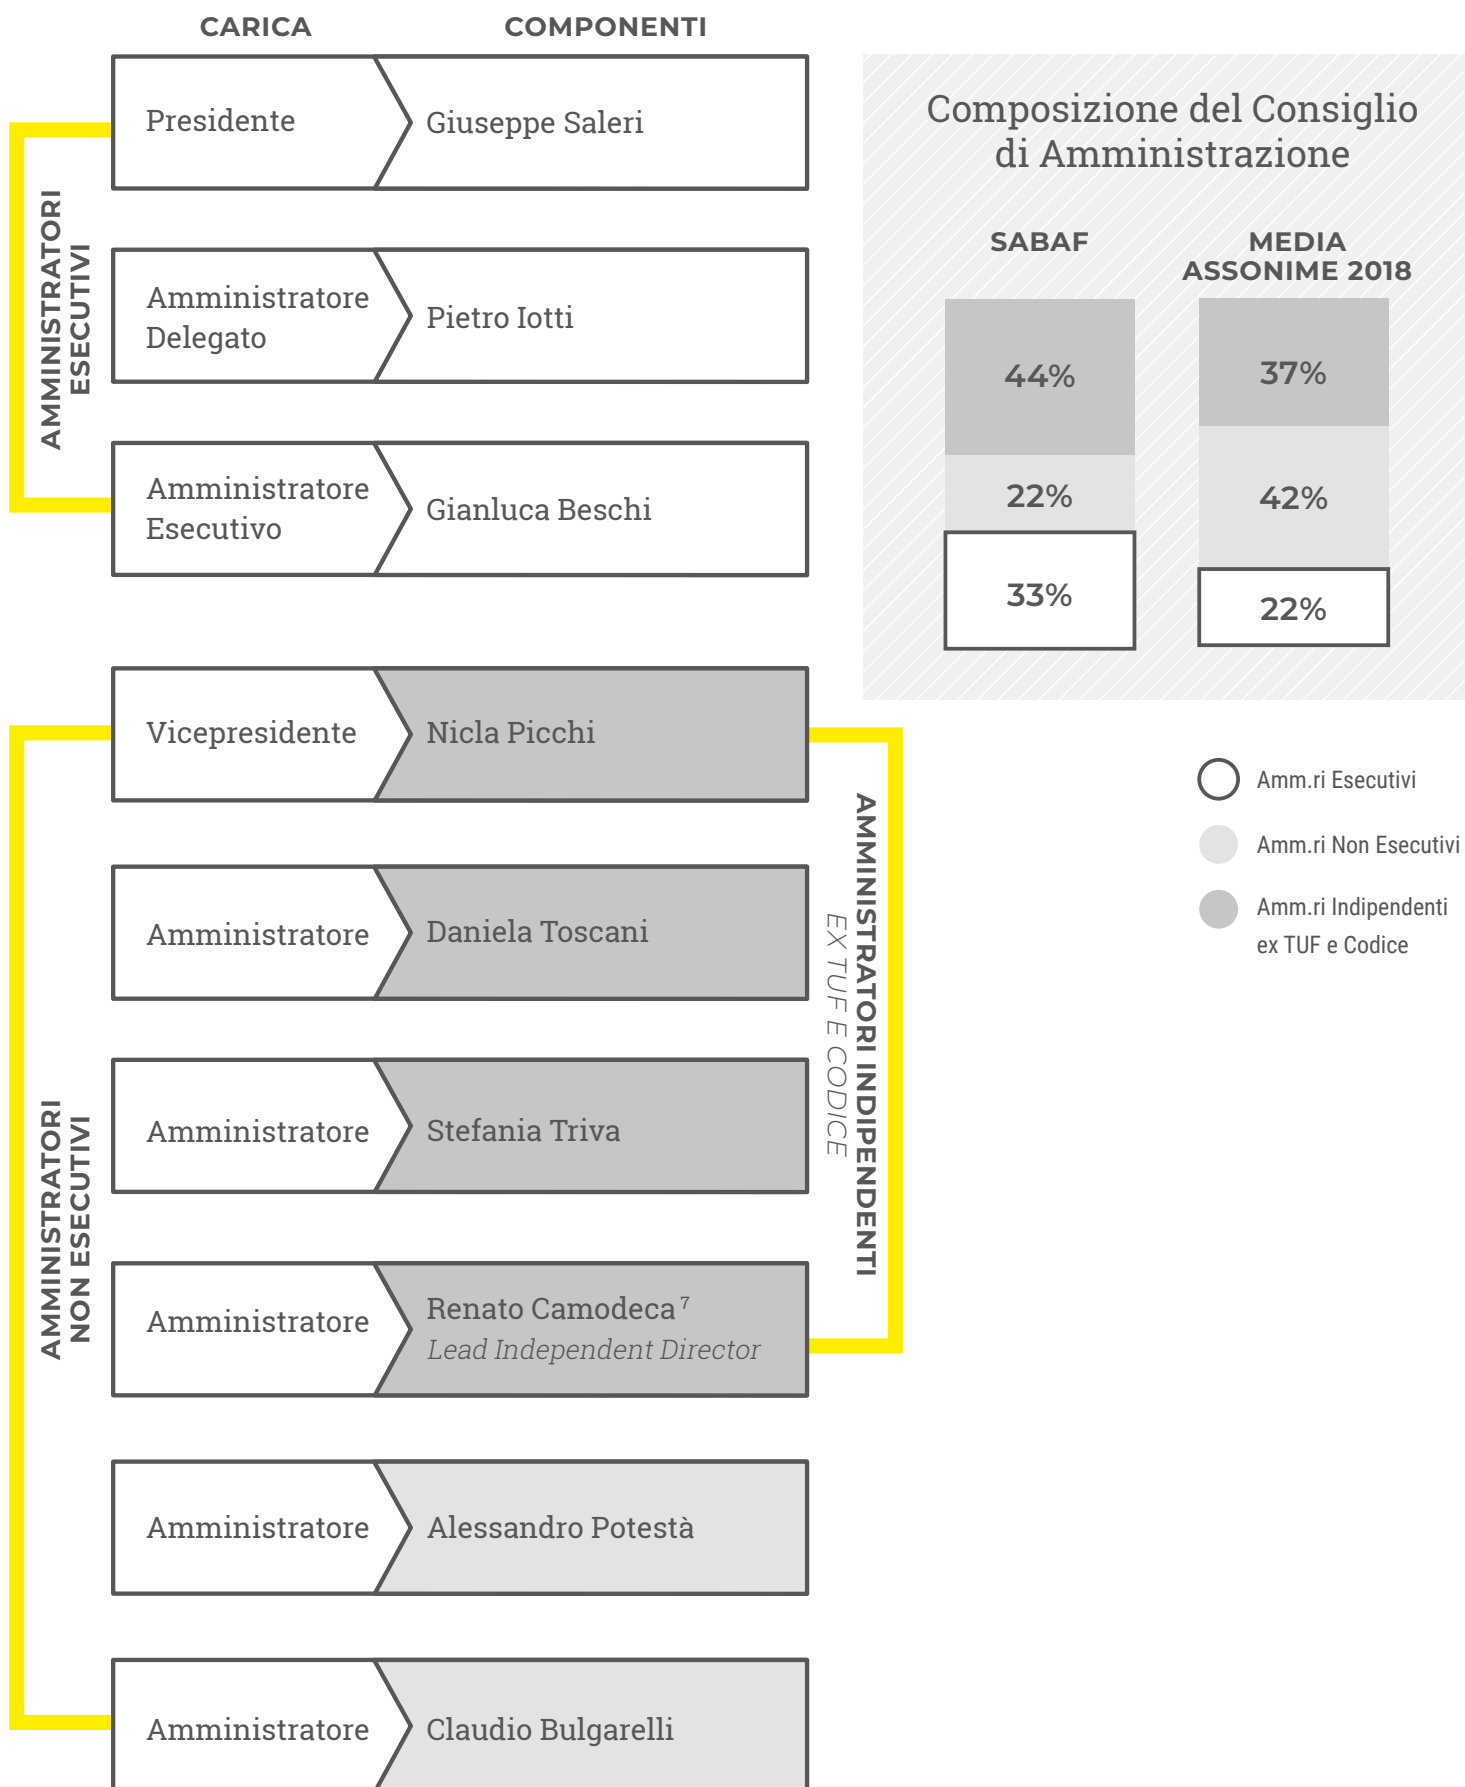 CARICA
COMPONENTI
AMMINISTRATORI
ESECUTIVI
Presidente
Giuseppe Saleri
Amministratore
Delegato
Pietro Iotti
Amministratore
Esecutivo
Gianluca Beschi
AMMINISTRATORI
NON ESECUTIVI
Vicepresidente
Nicla Picchi
Amministratore
Daniela Toscani
Amministratore
Stefania Triva
Amministratore
Renato Camodeca⁷
Lead Independent Director
Amministratore
Alessandro Potestà
Amministratore
Claudio Bulgarelli
AMMINISTRATORI INDIPENDENTI
EX TUF E CODICE
Composizione del Consiglio
di Amministrazione
SABAF
44%
22%
33%
MEDIA
ASSONIME 2018
37%
42%
22%
Amm.ri Esecutivi
Amm.ri Non Esecutivi
Amm.ri Indipendenti
ex TUF e Codice